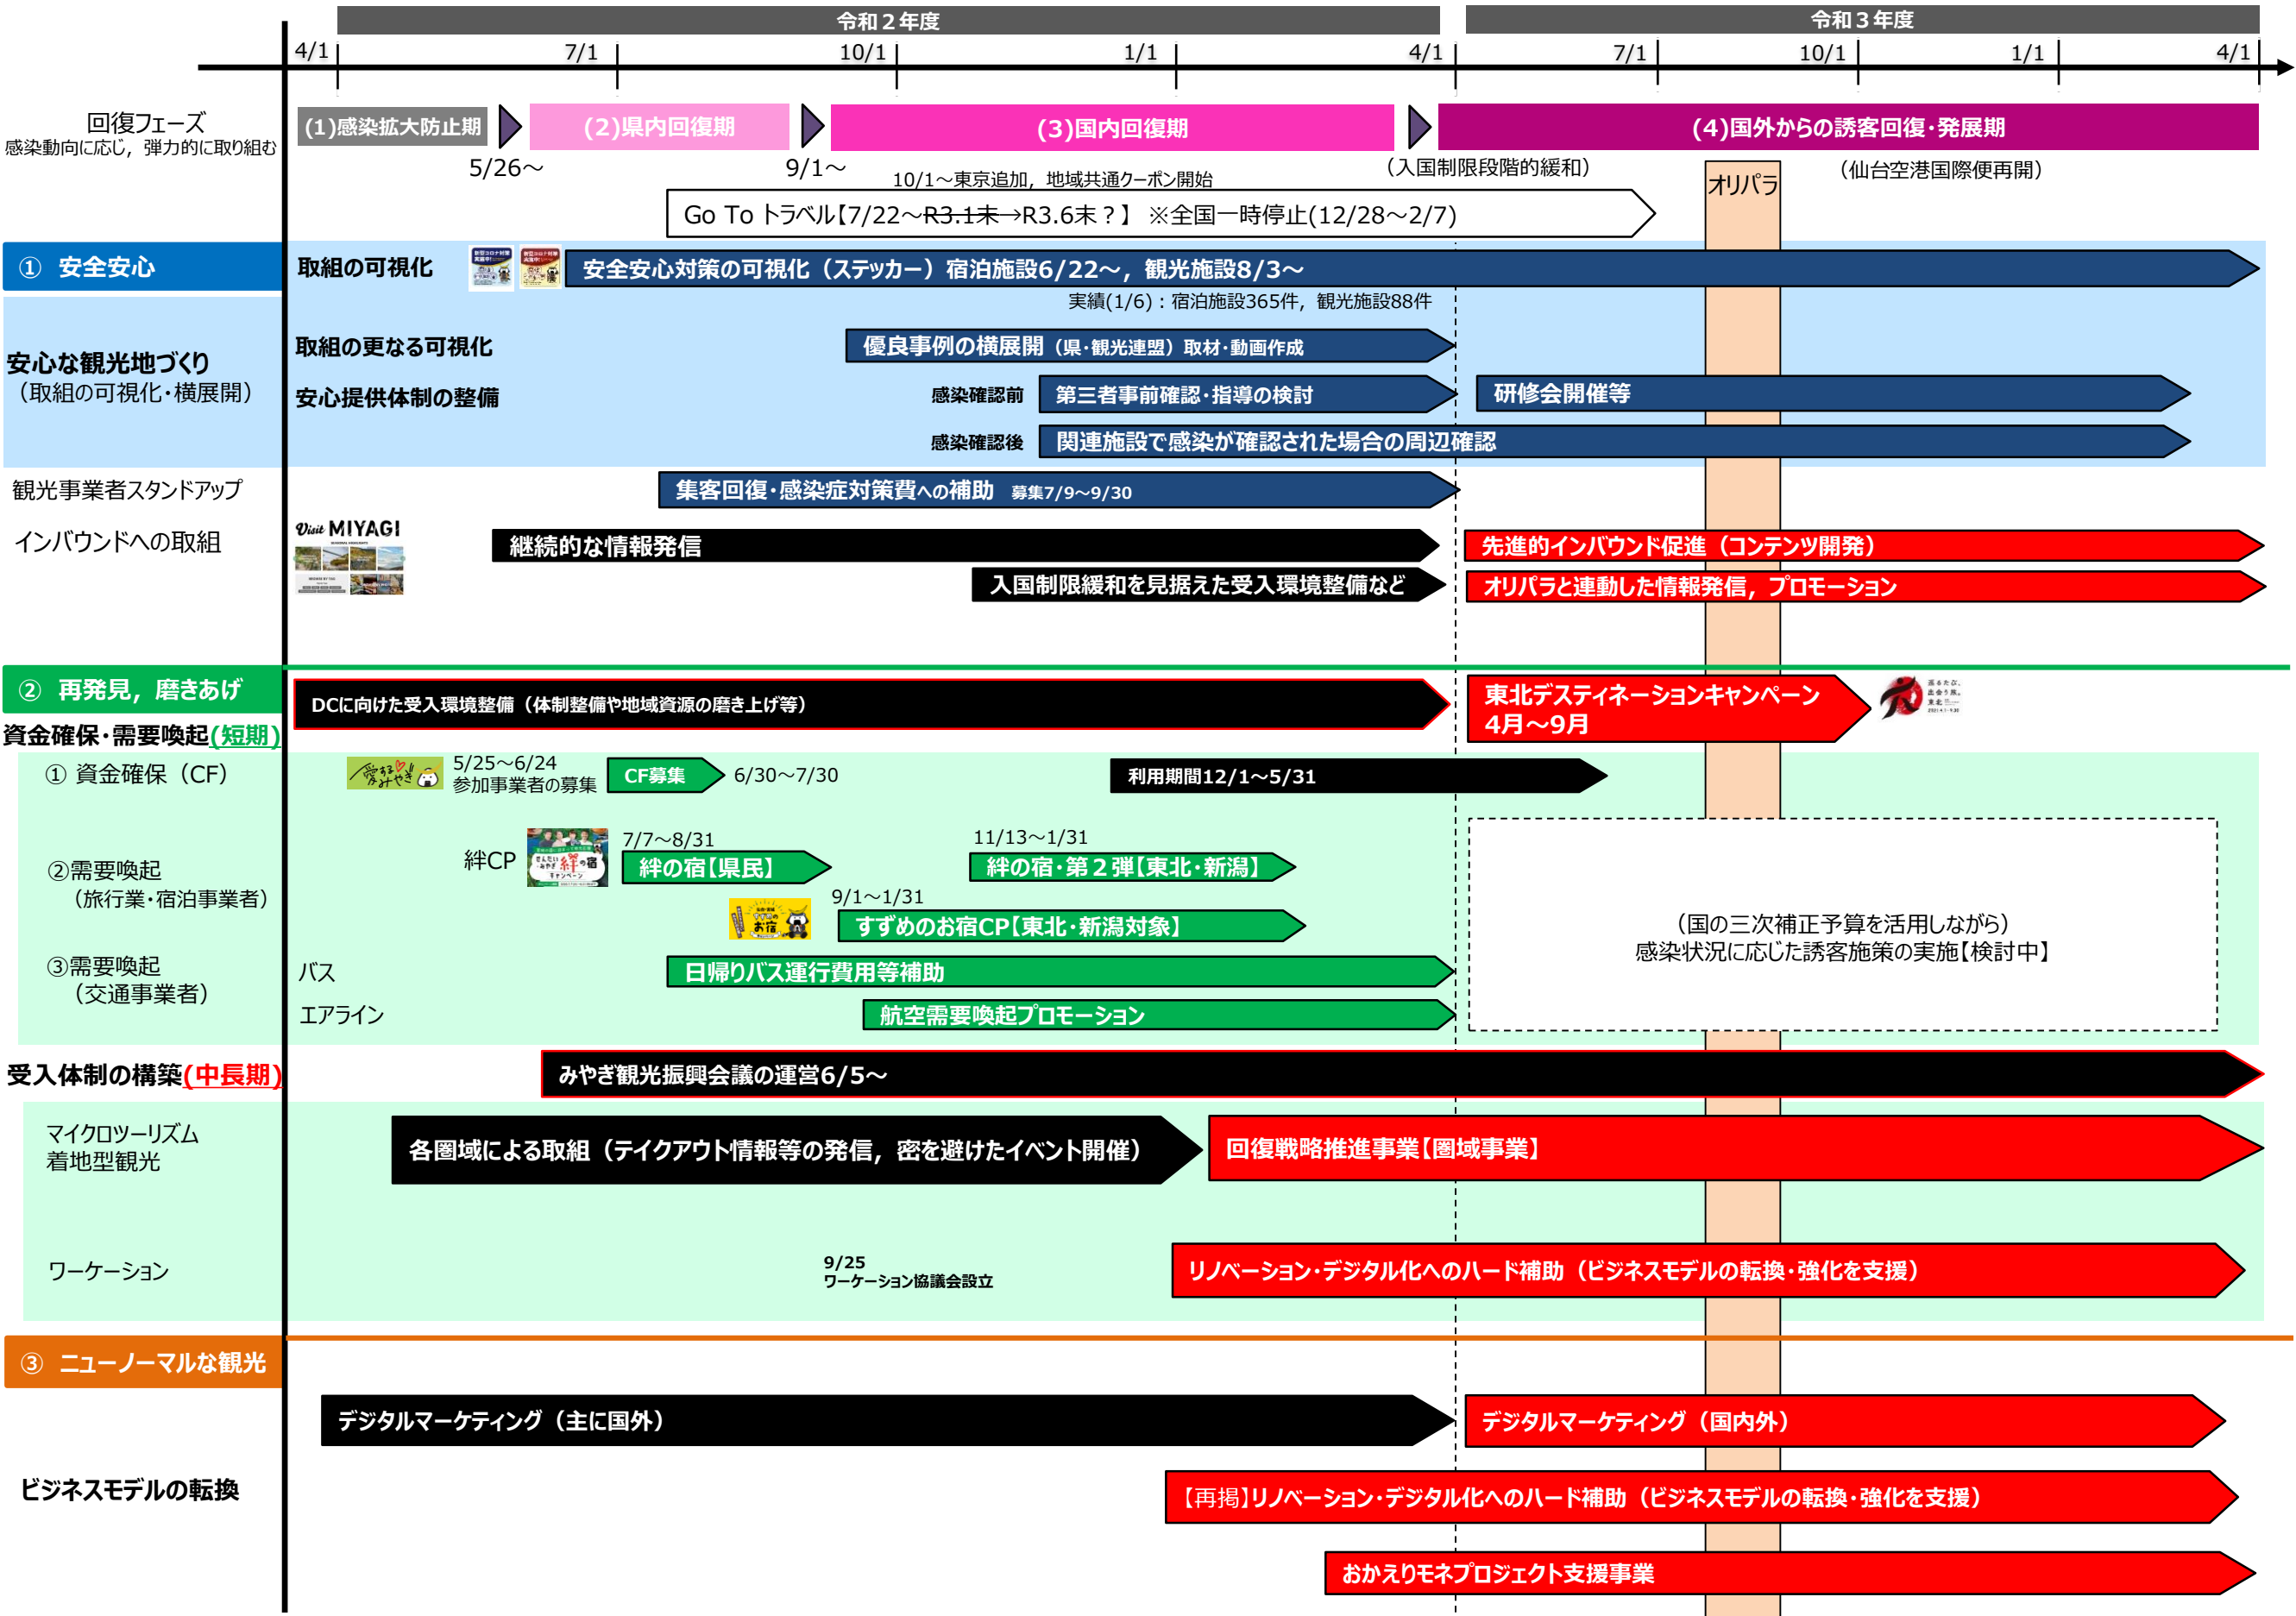 令和２年度
令和３年度
4/1
7/1
10/1
1/1
4/1
7/1
10/1
1/1
4/1
回復フェーズ
感染動向に応じ，弾力的に取り組む
(1)感染拡大防止期
(2)県内回復期
(3)国内回復期
(4)国外からの誘客回復・発展期
5/26～
9/1～
（入国制限段階的緩和）
（仙台空港国際便再開）
10/1～東京追加，地域共通クーポン開始
オリパラ
Go To トラベル【7/22～R3.1末→R3.6末？】 ※全国一時停止(12/28～2/7)
① 安全安心
取組の可視化
安全安心対策の可視化（ステッカー）宿泊施設6/22～，観光施設8/3～
実績(1/6)：宿泊施設365件，観光施設88件
安心な観光地づくり
（取組の可視化・横展開）
取組の更なる可視化
優良事例の横展開（県・観光連盟）取材・動画作成
安心提供体制の整備
感染確認前
第三者事前確認・指導の検討
研修会開催等
感染確認後
関連施設で感染が確認された場合の周辺確認
観光事業者スタンドアップ
集客回復・感染症対策費への補助 募集7/9～9/30
インバウンドへの取組
Visit MIYAGI
継続的な情報発信
先進的インバウンド促進（コンテンツ開発）
入国制限緩和を見据えた受入環境整備など
オリパラと連動した情報発信，プロモーション
② 再発見，磨きあげ
DCに向けた受入環境整備（体制整備や地域資源の磨き上げ等）
東北デスティネーションキャンペーン
4月～9月
資金確保・需要喚起(短期)
① 資金確保（CF）
愛するみやぎ
5/25～6/24
参加事業者の募集
CF募集
6/30～7/30
利用期間12/1～5/31
②需要喚起
（旅行業・宿泊事業者）
絆CP
7/7～8/31
絆の宿【県民】
11/13～1/31
絆の宿・第２弾【東北・新潟】
9/1～1/31
すずめのお宿CP【東北・新潟対象】
（国の三次補正予算を活用しながら）
感染状況に応じた誘客施策の実施【検討中】
③需要喚起
（交通事業者）
バス
日帰りバス運行費用等補助
エアライン
航空需要喚起プロモーション
受入体制の構築(中長期)
みやぎ観光振興会議の運営6/5～
マイクロツーリズム
着地型観光
各圏域による取組（テイクアウト情報等の発信，密を避けたイベント開催）
回復戦略推進事業【圏域事業】
ワーケーション
9/25
ワーケーション協議会設立
リノベーション・デジタル化へのハード補助（ビジネスモデルの転換・強化を支援）
③ ニューノーマルな観光
デジタルマーケティング（主に国外）
デジタルマーケティング（国内外）
ビジネスモデルの転換
【再掲】リノベーション・デジタル化へのハード補助（ビジネスモデルの転換・強化を支援）
おかえりモネプロジェクト支援事業